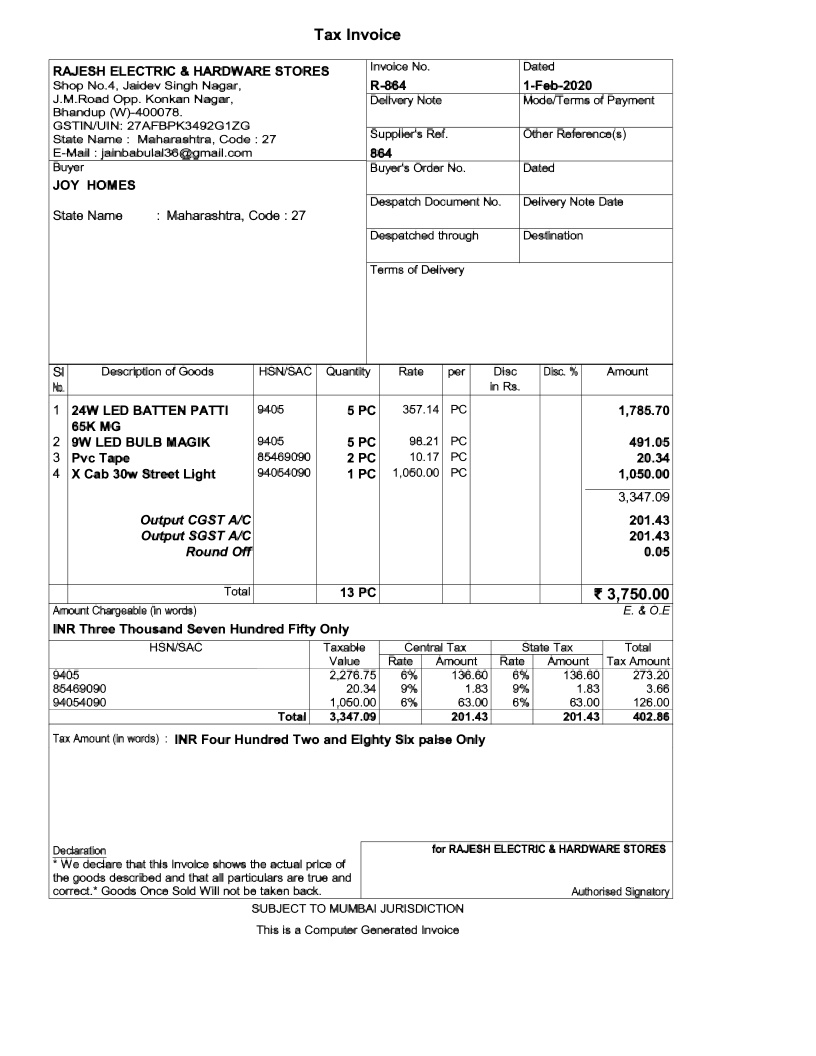 Tax Invoice
RAJESH ELECTRIC & HARDWARE STORES
Shop No.4, Jaidev Singh Nagar,
J.M.Road Opp. Konkan Nagar,
Bhandup (W)-400078.
GSTIN/UIN: 27AFBPK3492G1ZG
State Name : Maharashtra, Code : 27
E-Mail : jainbabulal36@gmail.com
Invoice No.
R-864
Dated
1-Feb-2020
Delivery Note
Mode/Terms of Payment
Supplier's Ref.
864
Other Reference(s)
Buyer
JOY HOMES
State Name : Maharashtra, Code : 27
Buyer's Order No.
Dated
Despatch Document No.
Delivery Note Date
Despatched through
Destination
Terms of Delivery
Sl No. Description of Goods HSN/SAC Quantity Rate per Disc in Rs. Disc. % Amount
1 24W LED BATTEN PATTI 9405 5 PC 357.14 PC 1,785.70
65K MG
2 9W LED BULB MAGIK 9405 5 PC 98.21 PC 491.05
3 Pvc Tape 85469090 2 PC 10.17 PC 20.34
4 X Cab 30w Street Light 94054090 1 PC 1,050.00 PC 1,050.00
3,347.09
Output CGST A/C 201.43
Output SGST A/C 201.43
Round Off 0.05
Total 13 PC ₹ 3,750.00
Amount Chargeable (in words) E. & O.E
INR Three Thousand Seven Hundred Fifty Only
HSN/SAC Taxable Central Tax State Tax Total
Value Rate Amount Rate Amount Tax Amount
9405 2,276.75 6% 136.60 6% 136.60 273.20
85469090 20.34 9% 1.83 9% 1.83 3.66
94054090 1,050.00 6% 63.00 6% 63.00 126.00
Total 3,347.09 201.43 201.43 402.86
Tax Amount (in words) : INR Four Hundred Two and Eighty Six paise Only
Declaration
* We declare that this invoice shows the actual price of
the goods described and that all particulars are true and
correct.* Goods Once Sold Will not be taken back.
for RAJESH ELECTRIC & HARDWARE STORES
Authorised Signatory
SUBJECT TO MUMBAI JURISDICTION
This is a Computer Generated Invoice